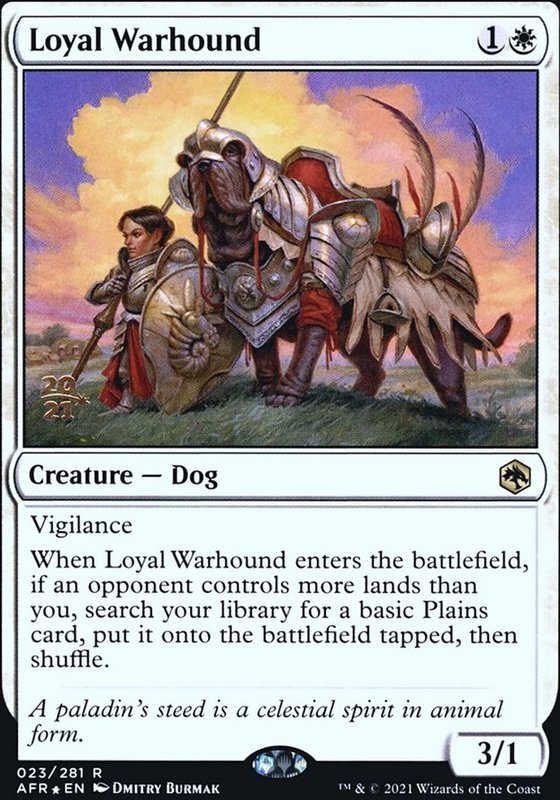 Loyal Warhound 1
20
21
Creature — Dog
Vigilance
When Loyal Warhound enters the battlefield,
if an opponent controls more lands than
you, search your library for a basic Plains
card, put it onto the battlefield tapped, then
shuffle.
A paladin's steed is a celestial spirit in animal
form.
3/1
023/281 R
AFR★EN Dmitry Burmak
™ & © 2021 Wizards of the Coast